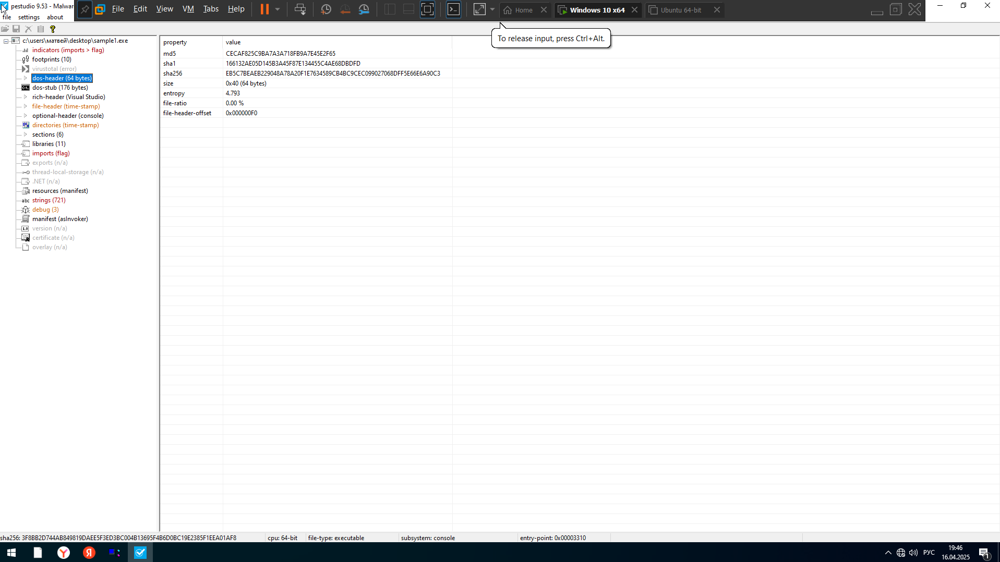 pestudio 9.53 - Malwar
File Edit View VM Tabs Help
Home
Windows 10 x64
Ubuntu 64-bit
file settings about
To release input, press Ctrl+Alt.
c:\users\матвей\desktop\sample1.exe
indicators (imports > flag)
footprints (10)
virustotal (error)
dos-header (64 bytes)
dos-stub (176 bytes)
rich-header (Visual Studio)
file-header (time-stamp)
optional-header (console)
directories (time-stamp)
sections (6)
libraries (11)
imports (flag)
exports (n/a)
thread-local-storage (n/a)
.NET (n/a)
resources (manifest)
abc strings (721)
debug (3)
manifest (asInvoker)
1.0 version (n/a)
certificate (n/a)
overlay (n/a)
property value
md5 CECAF825C9BA7A3A718FB9A7E45E2F65
sha1 166132AE05D145B3A45F87E134455C4AE68DBDFD
sha256 EB5C7BEAEB229048A78A20F1E7634589CB4BC9CEC099027068DFF5E66E6A90C3
size 0x40 (64 bytes)
entropy 4.793
file-ratio 0.00 %
file-header-offset 0x000000F0
sha256: 3F8BB2D744AB849819DAEE5F3ED3BC004B13695F4B6D0BC19E2385F1EEA01AF8 cpu: 64-bit file-type: executable subsystem: console entry-point: 0x00003310
Y Я
РУС
19:46
16.04.2025
1